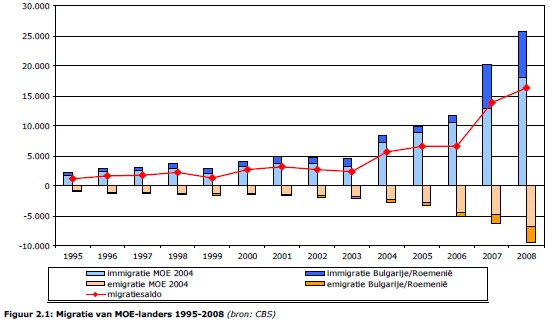 30.000
25.000
20.000
15.000
10.000
5.000
0
-5.000
-10.000
1995 1996 1997 1998 1999 2000 2001 2002 2003 2004 2005 2006 2007 2008
immigratie MOE 2004 immigratie Bulgarije/Roemenië
emigratie MOE 2004 emigratie Bulgarije/Roemenië
migratiesaldo
Figuur 2.1: Migratie van MOE-landers 1995-2008 (bron: CBS)